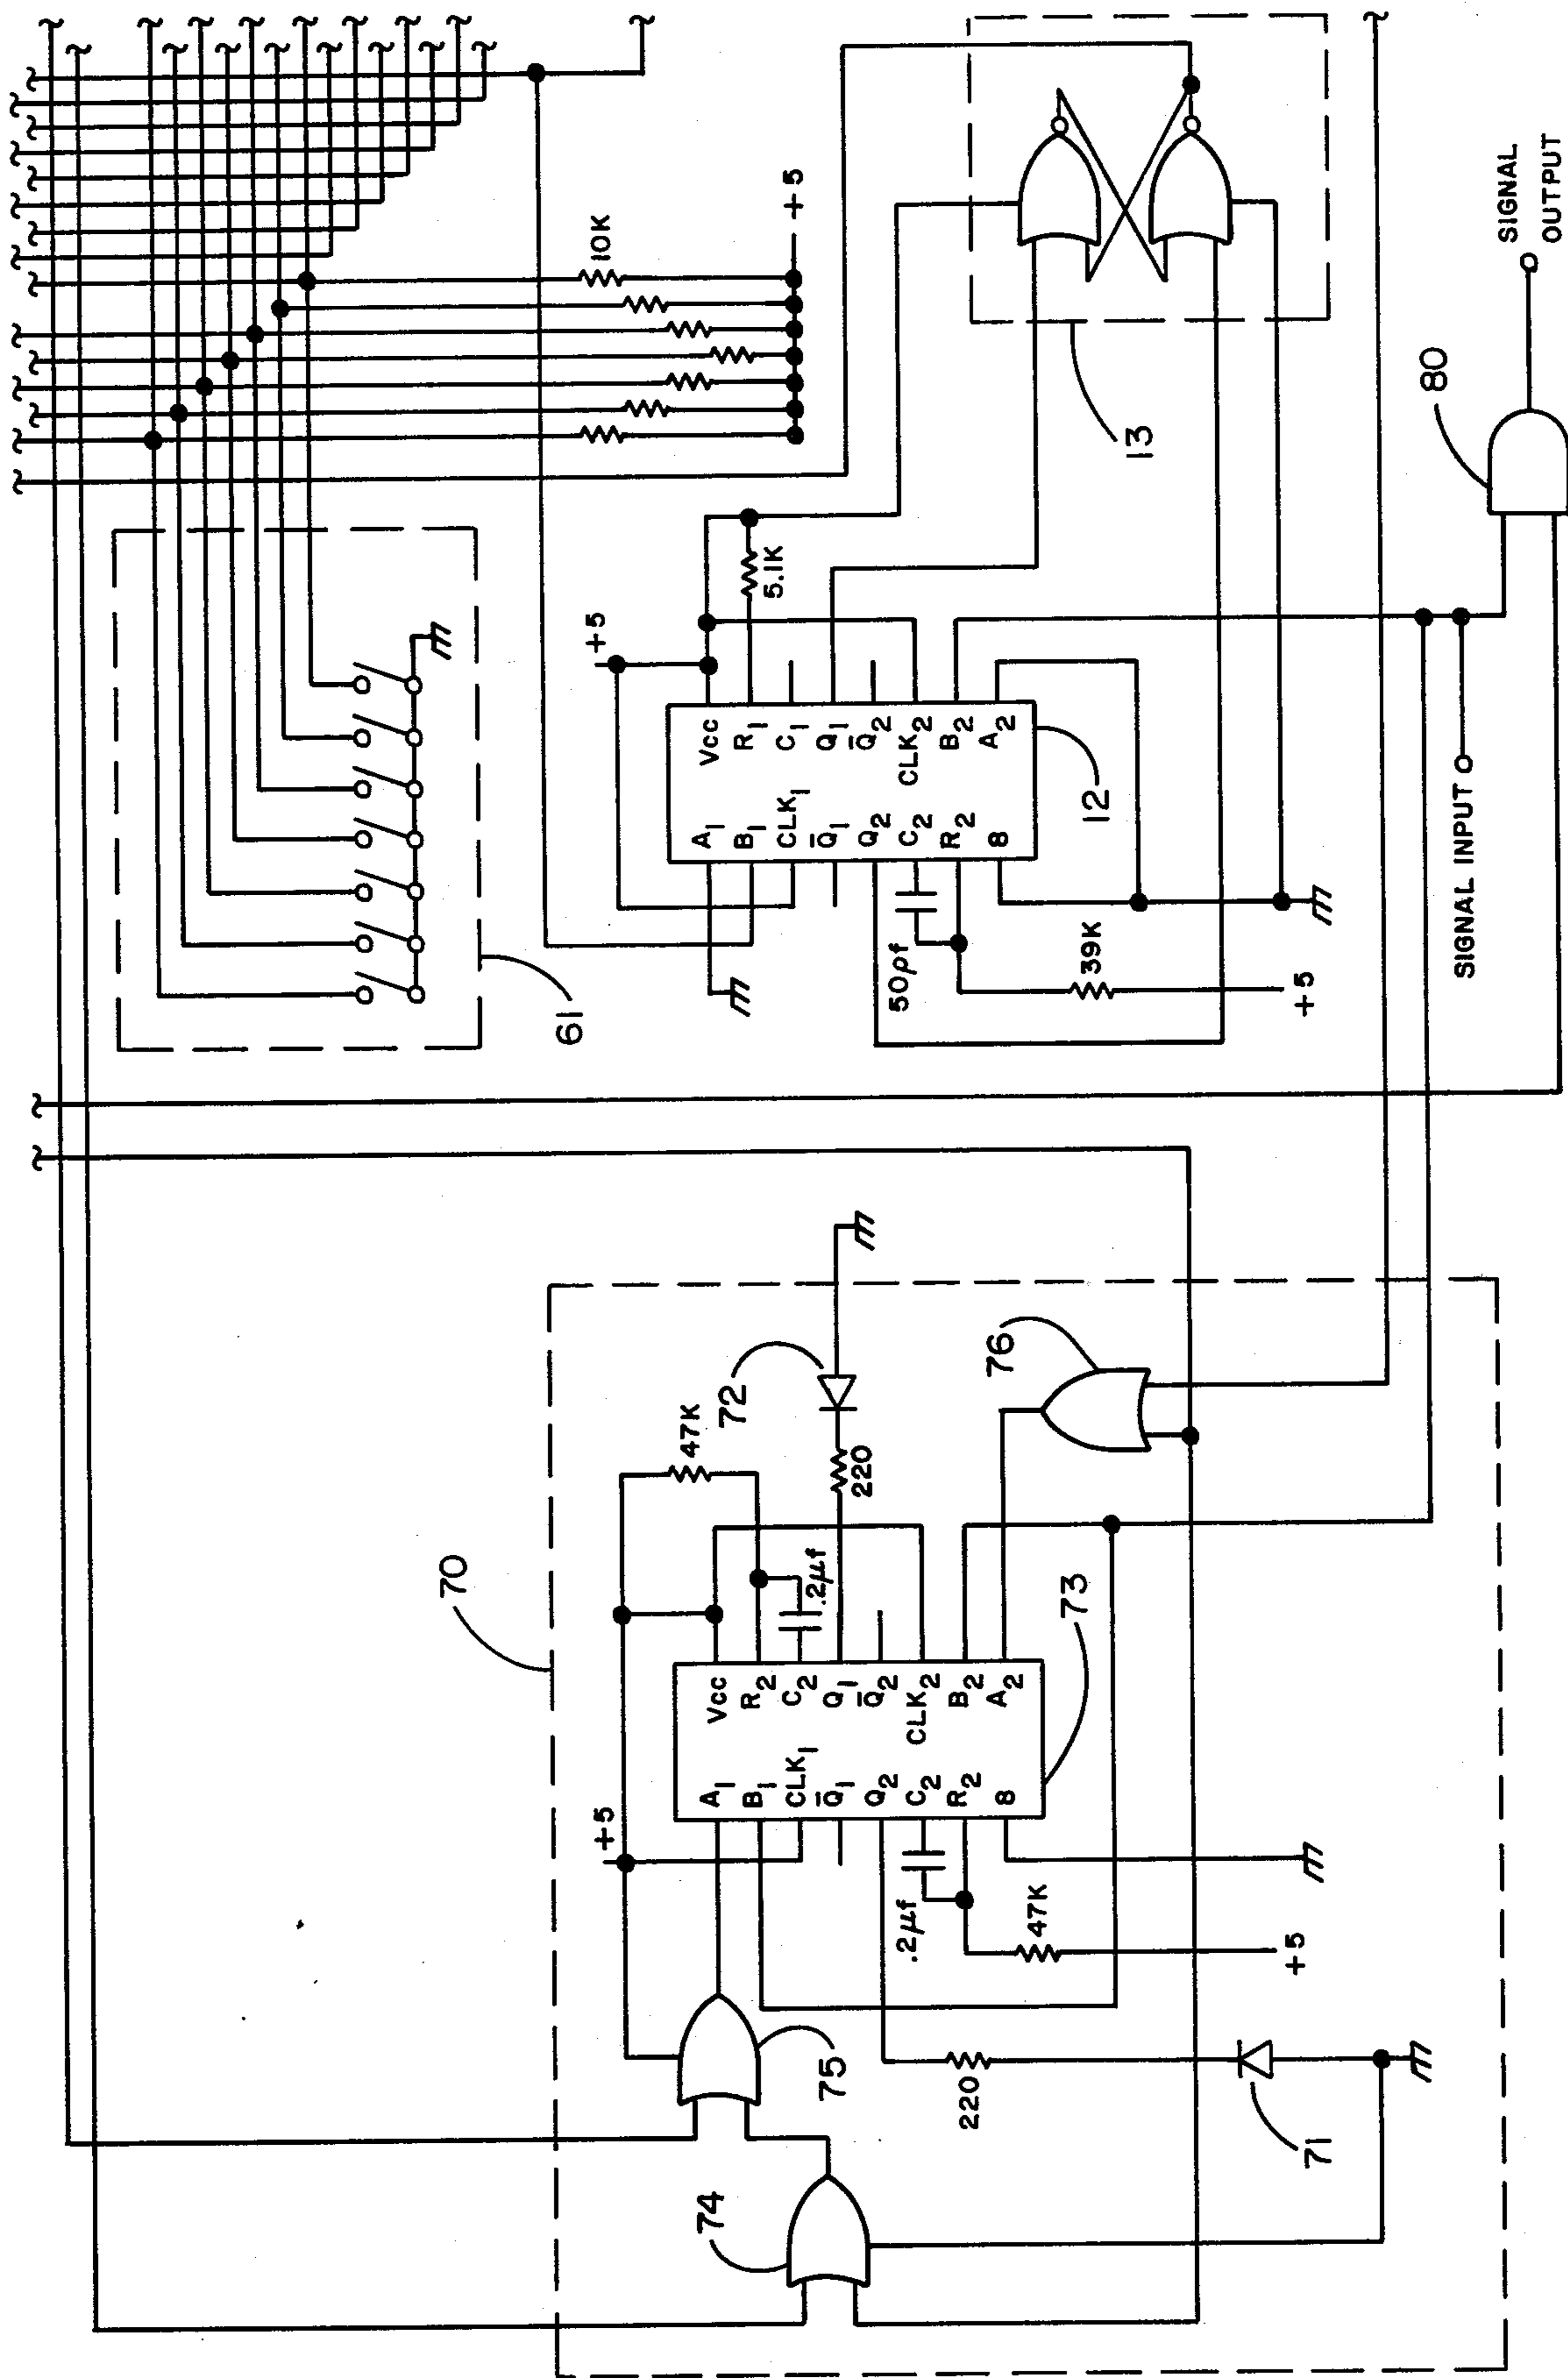 61
10K
+5
+5
5.1K
A1
B1
CLK1
Q̅1
Q2
C2
R2
8
Vcc
R1
C1
Q1
Q̅2
CLK2
B2
A2
12
50pf
39K
+5
13
SIGNAL INPUT
80
SIGNAL
OUTPUT
70
72
47K
220
.2μf
76
+5
A1
B1
CLK1
Q̅1
Q2
C2
R2
8
Vcc
R2
C2
Q1
Q̅2
CLK2
B2
A2
73
.2μf
47K
+5
74
75
220
71